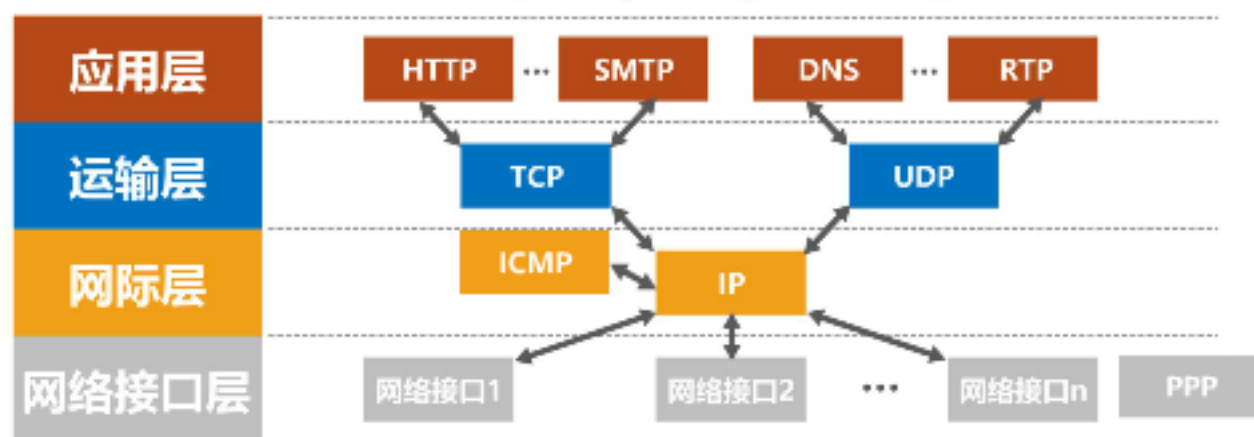 应用层
HTTP ··· SMTP DNS ··· RTP
运输层
TCP UDP
网际层
ICMP IP
网络接口层
网络接口1 网络接口2 ··· 网络接口n PPP